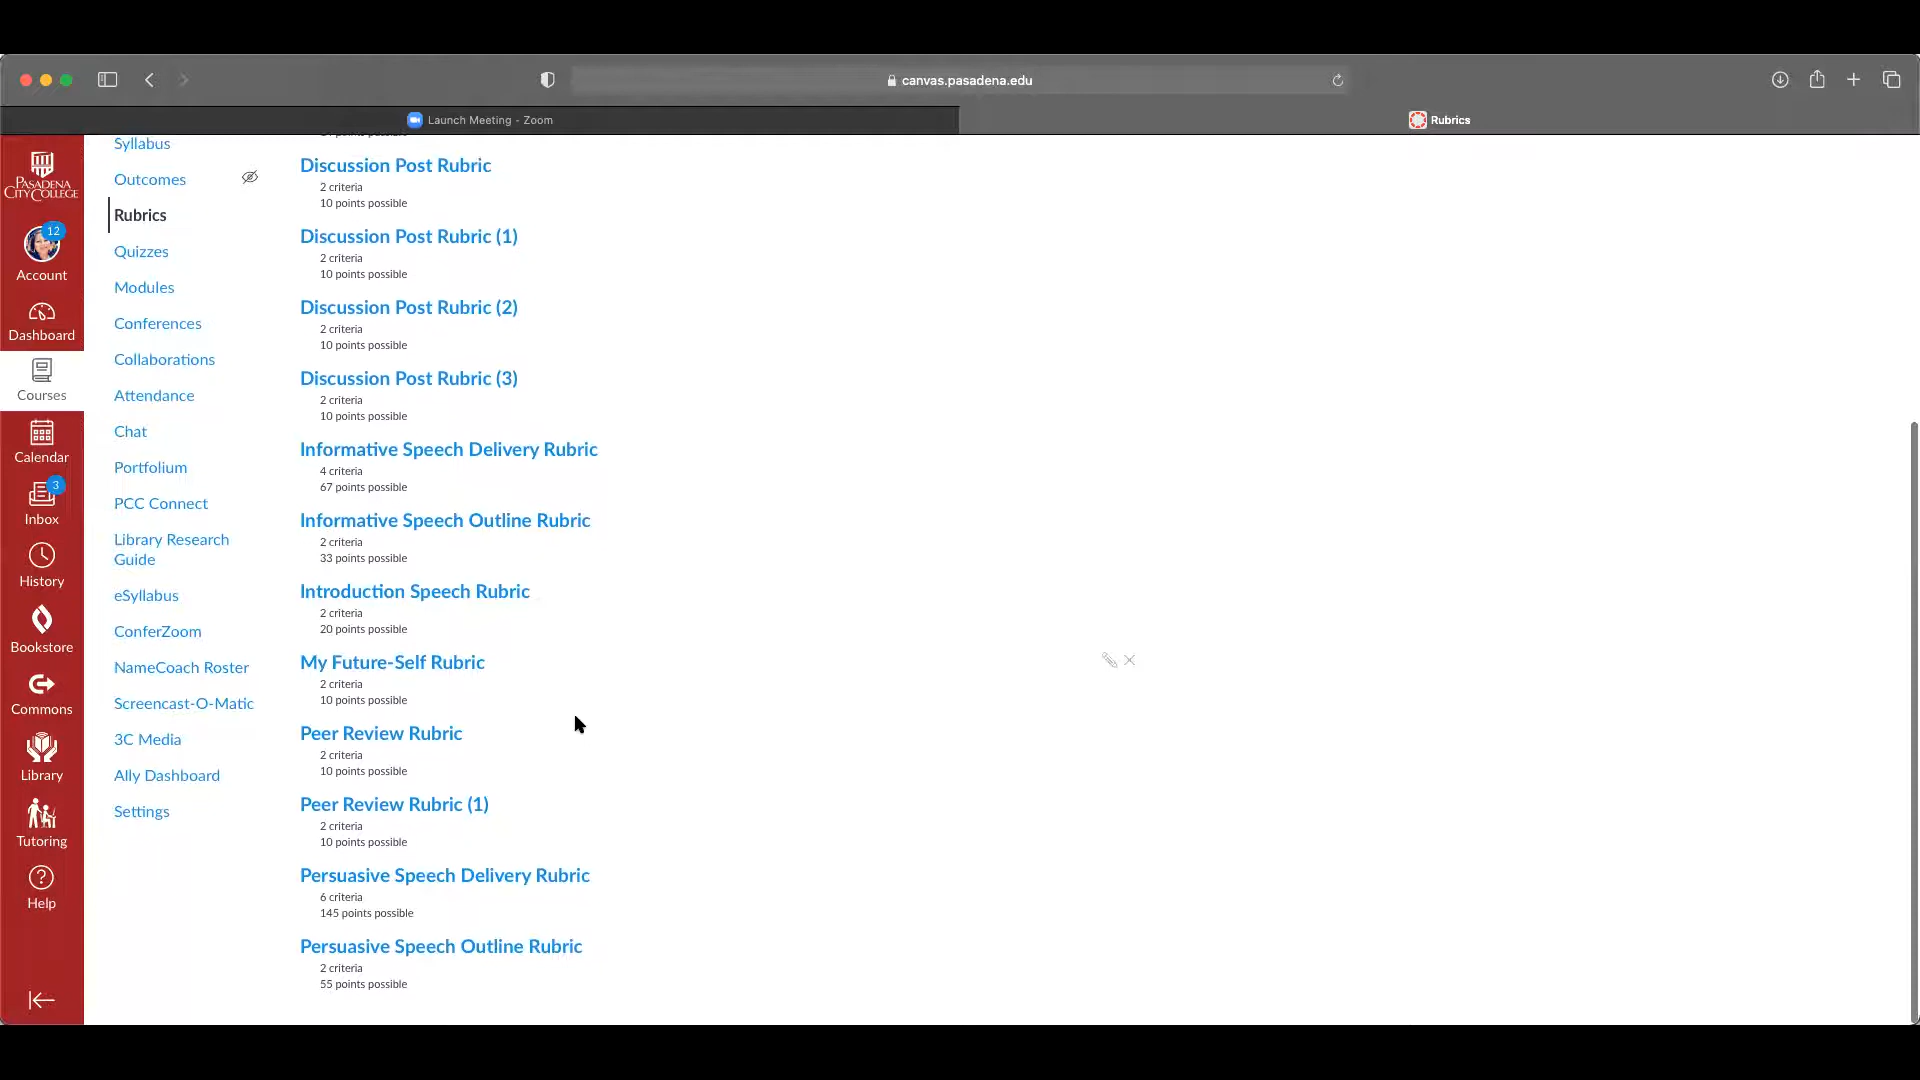 canvas.pasadena.edu
Launch Meeting - Zoom
Rubrics
PASADENA
CITY COLLEGE
12
Account
Dashboard
Courses
Calendar
3
Inbox
History
Bookstore
Commons
Library
Tutoring
Help
Syllabus
Outcomes
Rubrics
Quizzes
Modules
Conferences
Collaborations
Attendance
Chat
Portfolium
PCC Connect
Library Research
Guide
eSyllabus
ConferZoom
NameCoach Roster
Screencast-O-Matic
3C Media
Ally Dashboard
Settings
points possible
Discussion Post Rubric
2 criteria
10 points possible
Discussion Post Rubric (1)
2 criteria
10 points possible
Discussion Post Rubric (2)
2 criteria
10 points possible
Discussion Post Rubric (3)
2 criteria
10 points possible
Informative Speech Delivery Rubric
4 criteria
67 points possible
Informative Speech Outline Rubric
2 criteria
33 points possible
Introduction Speech Rubric
2 criteria
20 points possible
My Future-Self Rubric
2 criteria
10 points possible
Peer Review Rubric
2 criteria
10 points possible
Peer Review Rubric (1)
2 criteria
10 points possible
Persuasive Speech Delivery Rubric
6 criteria
145 points possible
Persuasive Speech Outline Rubric
2 criteria
55 points possible